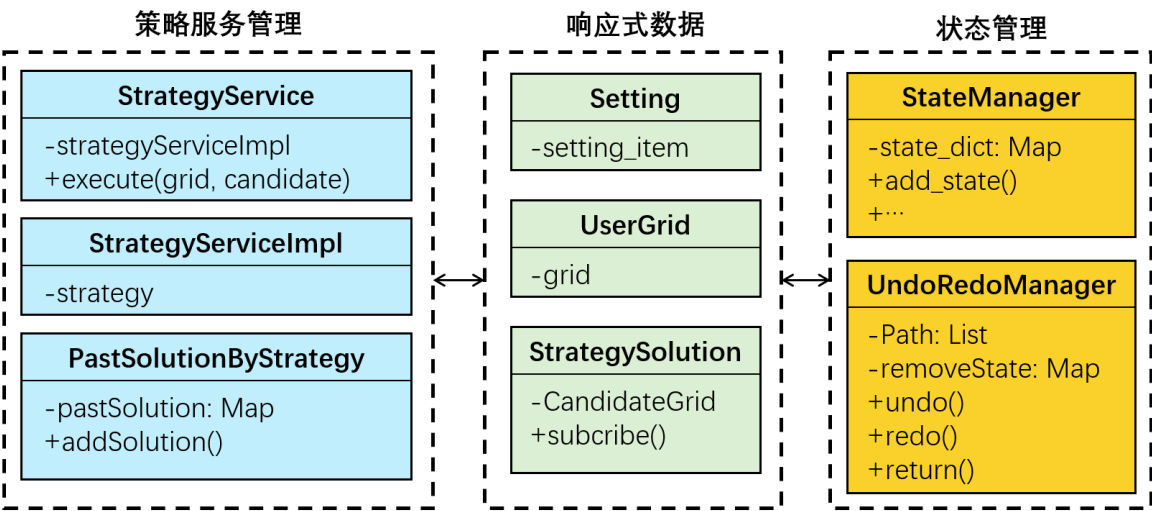 策略服务管理
StrategyService
-strategyServiceImpl
+execute(grid, candidate)
StrategyServiceImpl
-strategy
PastSolutionByStrategy
-pastSolution: Map
+addSolution()
响应式数据
Setting
-setting_item
UserGrid
-grid
StrategySolution
-CandidateGrid
+subcribe()
状态管理
StateManager
-state_dict: Map
+add_state()
+···
UndoRedoManager
-Path: List
-removeState: Map
+undo()
+redo()
+return()